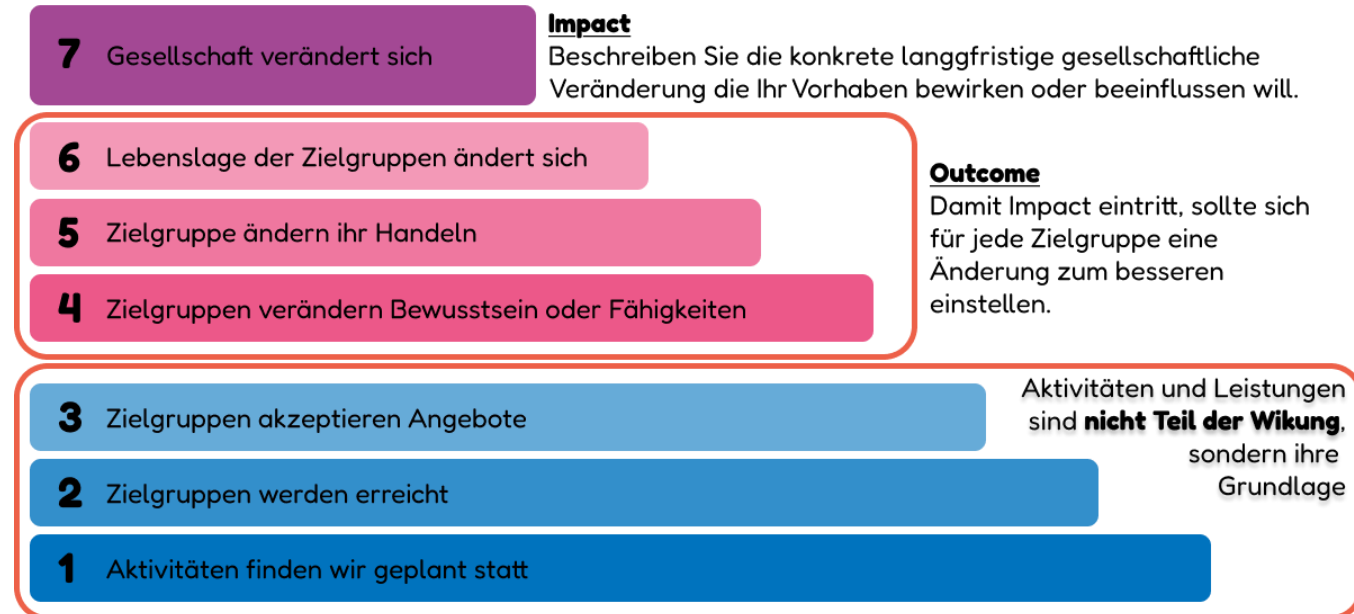 7 Gesellschaft verändert sich
Impact
Beschreiben Sie die konkrete langgfristige gesellschaftliche
Veränderung die Ihr Vorhaben bewirken oder beeinflussen will.
6 Lebenslage der Zielgruppen ändert sich
5 Zielgruppe ändern ihr Handeln
4 Zielgruppen verändern Bewusstsein oder Fähigkeiten
Outcome
Damit Impact eintritt, sollte sich
für jede Zielgruppe eine
Änderung zum besseren
einstellen.
3 Zielgruppen akzeptieren Angebote
2 Zielgruppen werden erreicht
1 Aktivitäten finden wir geplant statt
Aktivitäten und Leistungen
sind nicht Teil der Wikung,
sondern ihre
Grundlage